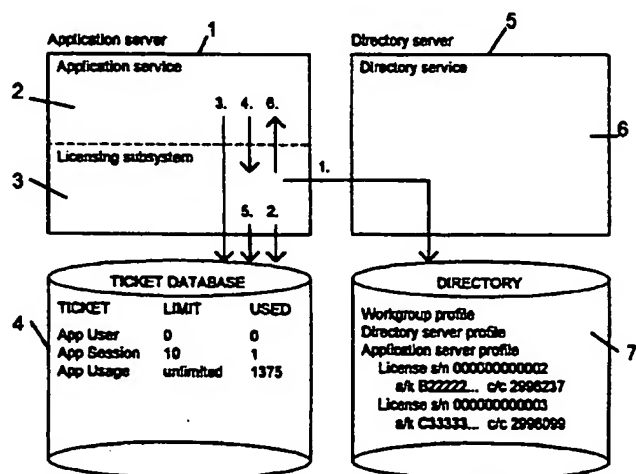 1
Application server
Application service
2
3. 4. 6.
Licensing subsystem
3
1.
5. 2.
5
Directory server
Directory service
6
TICKET DATABASE
TICKET LIMIT USED
4
App User 0 0
App Session 10 1
App Usage unlimited 1375
DIRECTORY
Workgroup profile
Directory server profile
Application server profile
7
License s/n 000000000002
a/k B22222... c/c 2996237
License s/n 000000000003
a/k C33333... c/c 2996099